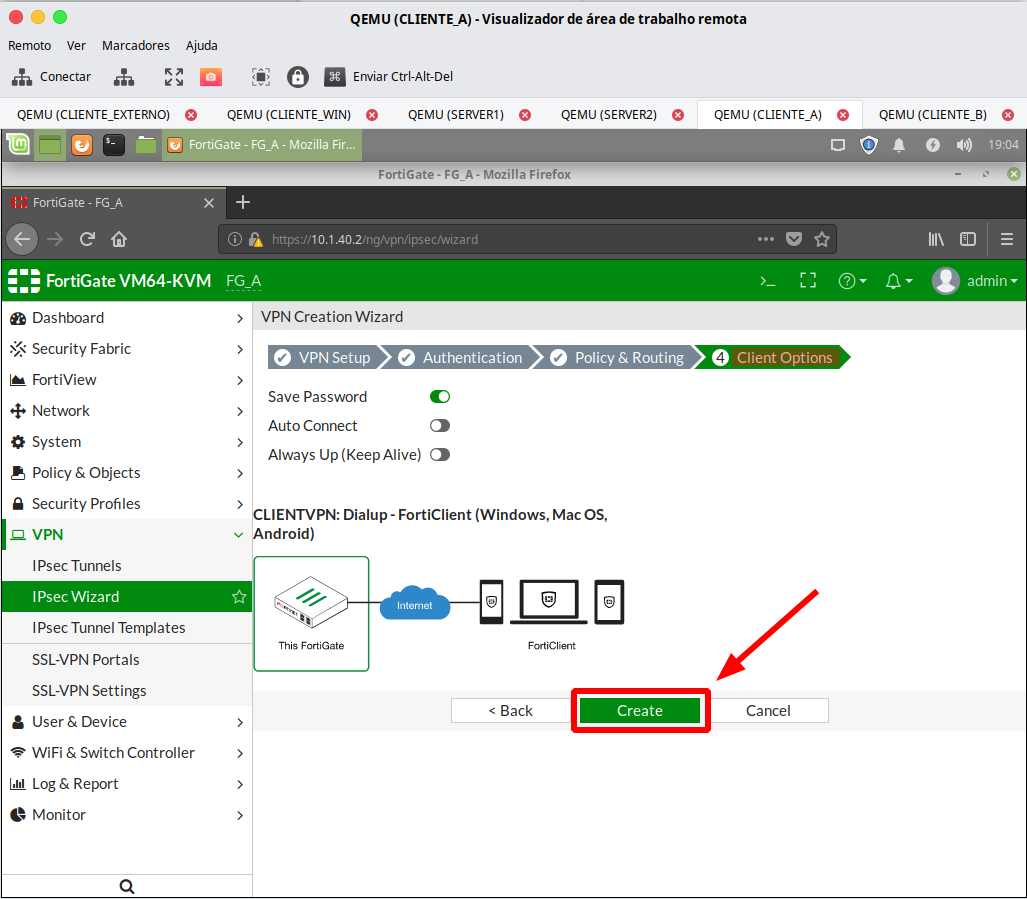 QEMU (CLIENTE_A) - Visualizador de área de trabalho remota
Remoto Ver Marcadores Ajuda
Conectar Enviar Ctrl-Alt-Del
QEMU (CLIENTE_EXTERNO) QEMU (CLIENTE_WIN) QEMU (SERVER1) QEMU (SERVER2) QEMU (CLIENTE_A) QEMU (CLIENTE_B)
FortiGate - FG_A - Mozilla Fir... 19:04
FortiGate - FG_A - Mozilla Firefox
FortiGate - FG_A
https://10.1.40.2/ng/vpn/ipsec/wizard
FortiGate VM64-KVM FG_A admin
Dashboard
Security Fabric
FortiView
Network
System
Policy & Objects
Security Profiles
VPN
IPsec Tunnels
IPsec Wizard
IPsec Tunnel Templates
SSL-VPN Portals
SSL-VPN Settings
User & Device
WiFi & Switch Controller
Log & Report
Monitor
VPN Creation Wizard
VPN Setup Authentication Policy & Routing 4 Client Options
Save Password
Auto Connect
Always Up (Keep Alive)
CLIENTVPN: Dialup - FortiClient (Windows, Mac OS,
Android)
Internet
This FortiGate FortiClient
< Back Create Cancel